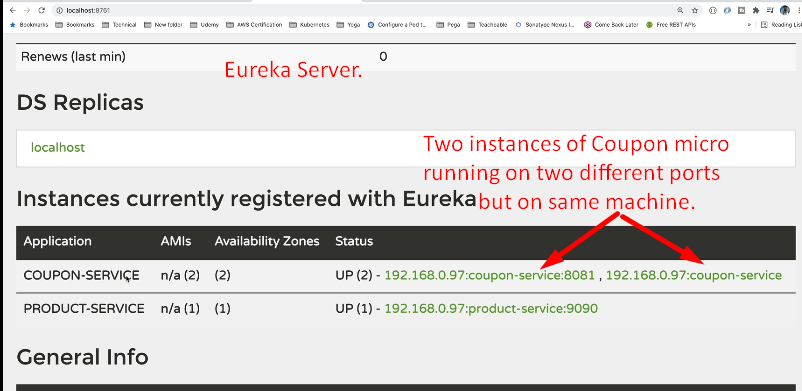 localhost:8761
Bookmarks Bookmarks Technical New folder Udemy AWS Certification Kubernetes Yoga Configure a Pod t... Pega Teacheable Sonatype Nexus I... Come Back Later Free REST APIs » Reading List
Renews (last min) 0
Eureka Server.
DS Replicas
localhost
Two instances of Coupon micro
running on two different ports
but on same machine.
Instances currently registered with Eureka
Application AMIs Availability Zones Status
COUPON-SERVICE n/a (2) (2) UP (2) - 192.168.0.97:coupon-service:8081 , 192.168.0.97:coupon-service
PRODUCT-SERVICE n/a (1) (1) UP (1) - 192.168.0.97:product-service:9090
General Info